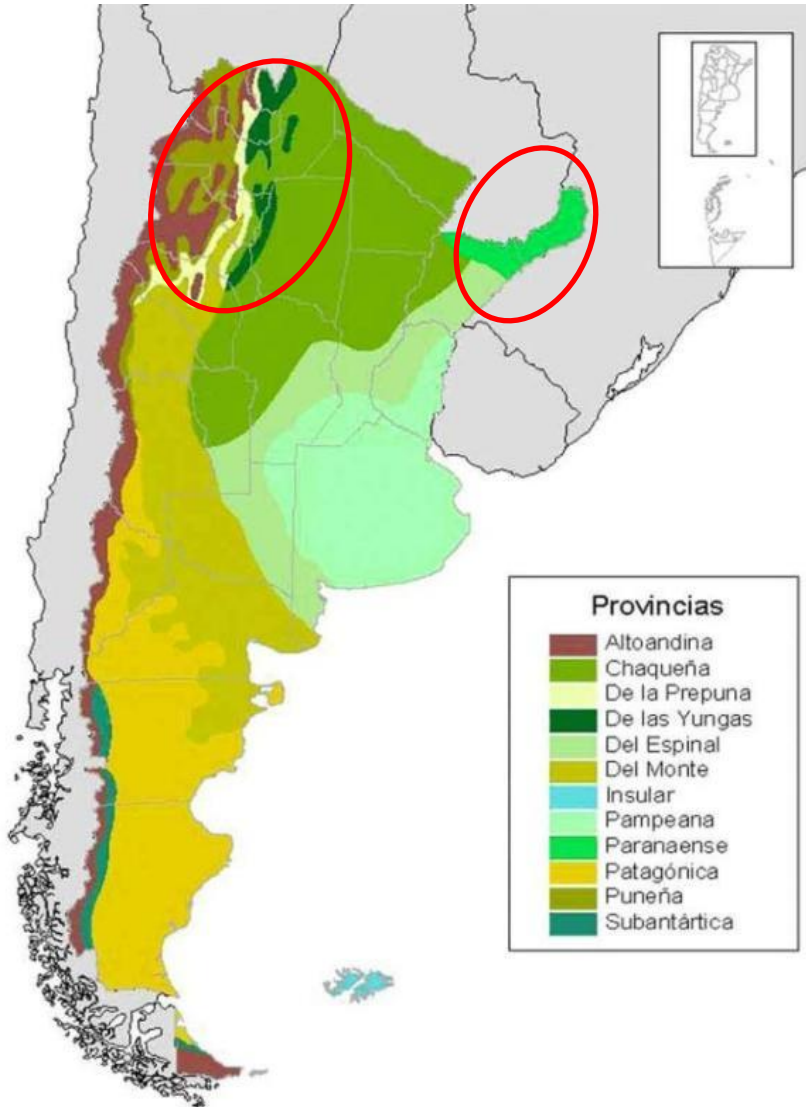 Provincias
Altoandina
Chaqueña
De la Prepuna
De las Yungas
Del Espinal
Del Monte
Insular
Pampeana
Paranaense
Patagónica
Puneña
Subantártica